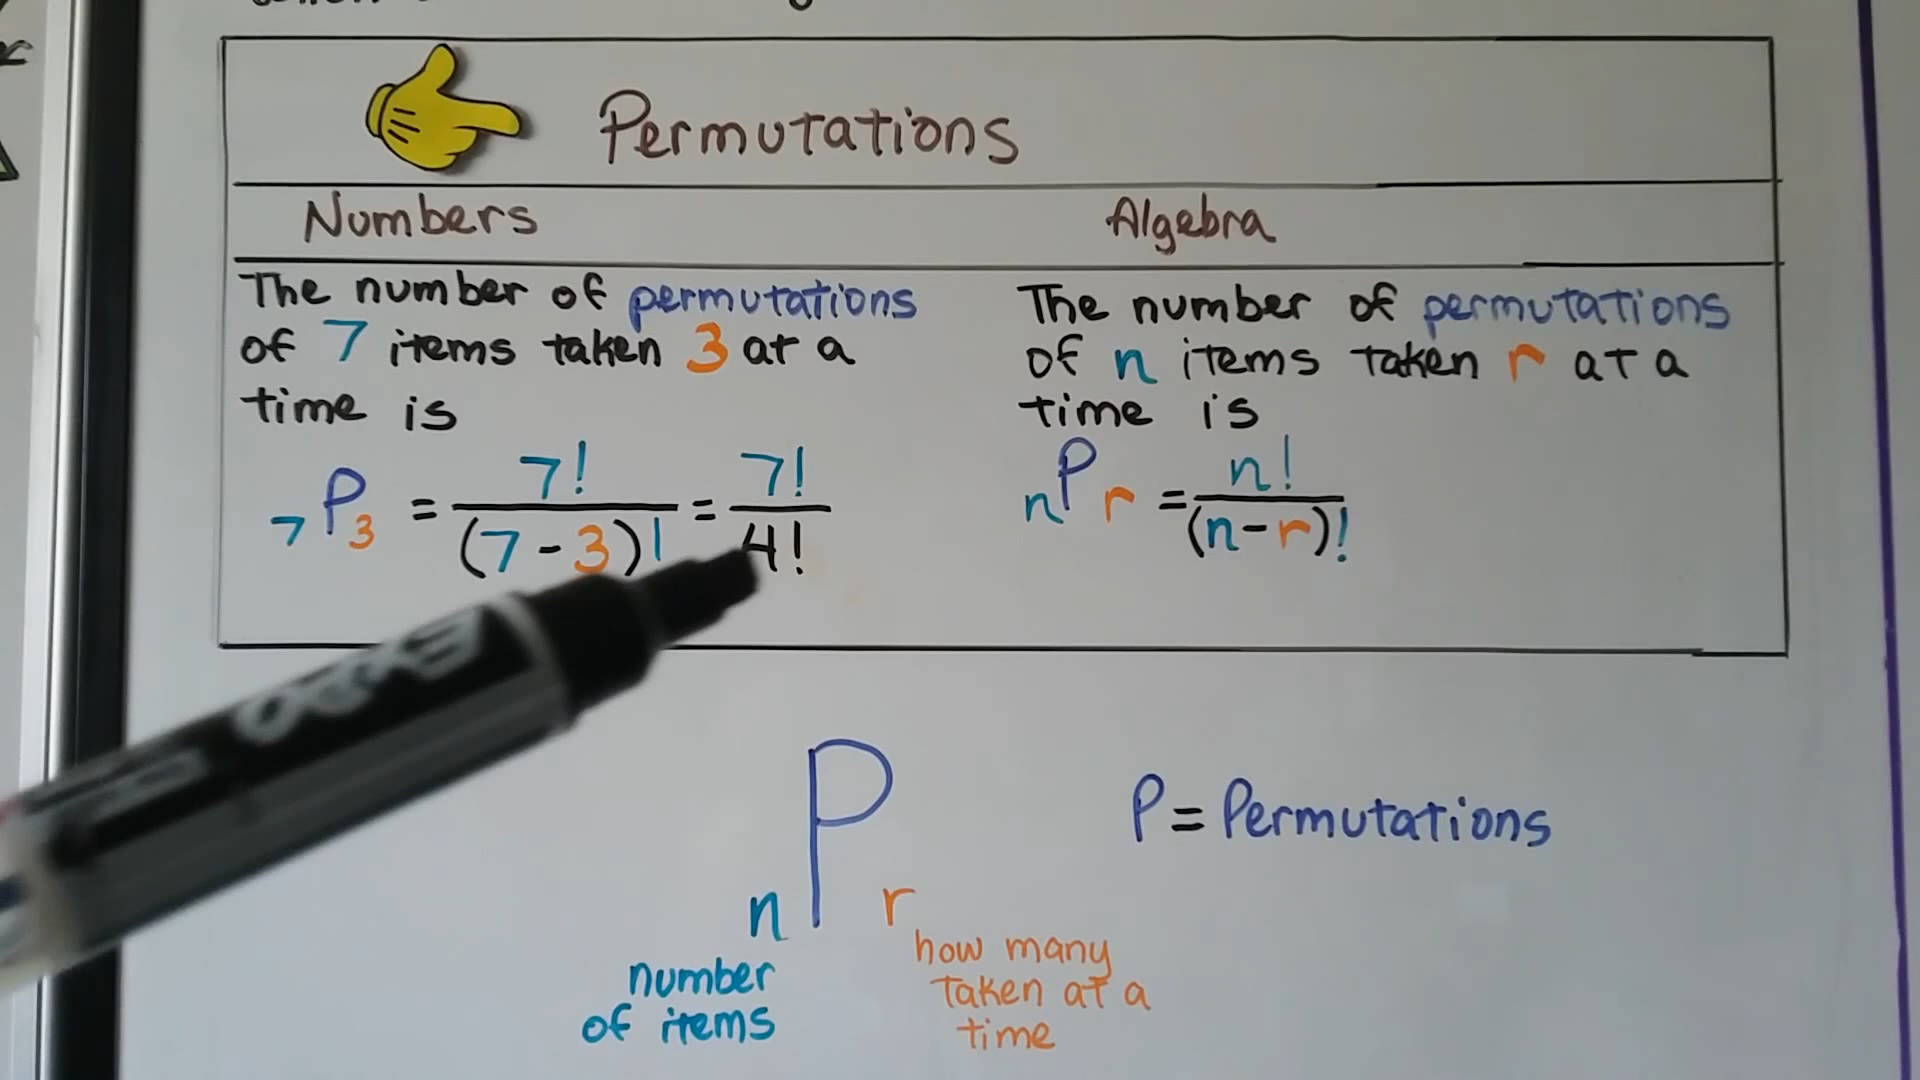 Permutations
Numbers
Algebra
The number of permutations
of 7 items taken 3 at a
time is
₇P₃ = 7!/(7-3)! = 7!/4!
The number of permutations
of n items taken r at a
time is
nPr = n!/(n-r)!
EXPO
nPr
number
of items
how many
taken at a
time
P = Permutations